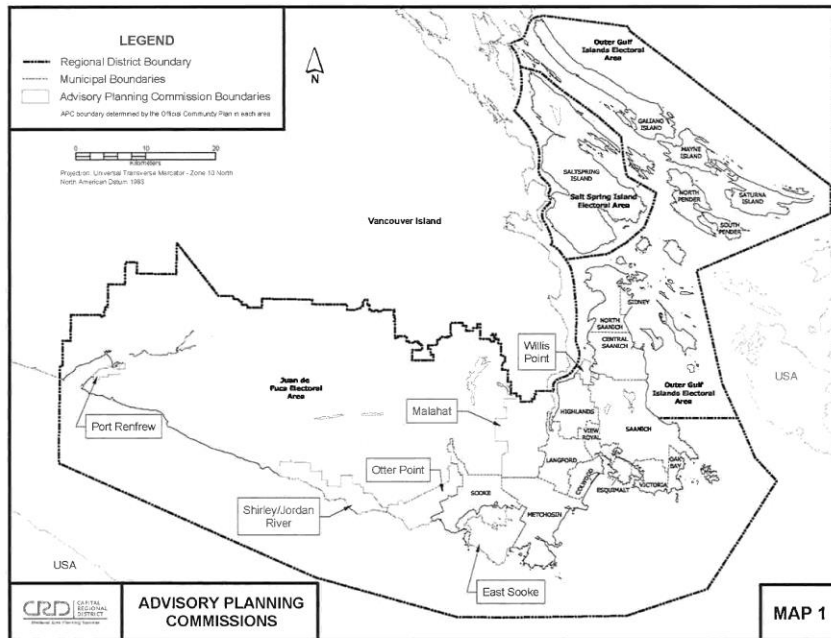 LEGEND
Regional District Boundary
Municipal Boundaries
Advisory Planning Commission Boundaries
APC boundary determined by the Official Community Plan in each area
N
0 10 20
Kilometers
Projection: Universal Transverse Mercator - Zone 10 North
North American Datum 1983
Outer Gulf
Islands Electoral
Area
GALIANO
ISLAND
MAYNE
ISLAND
SATURNA
ISLAND
NORTH
PENDER
SOUTH
PENDER
SALTSPRING
ISLAND
Salt Spring Island
Electoral Area
Vancouver Island
SIDNEY
NORTH
SAANICH
CENTRAL
SAANICH
Willis
Point
USA
Outer Gulf
Islands Electoral
Area
Juan de
Fuca Electoral
Area
Port Renfrew
Malahat
HIGHLANDS
VIEW
ROYAL
SAANICH
LANGFORD
COLWOOD
ESQUIMALT
VICTORIA
OAK
BAY
Otter Point
SOOKE
METCHOSIN
Shirley/Jordan
River
East Sooke
USA
CRD
CAPITAL
REGIONAL
DISTRICT
ADVISORY PLANNING
COMMISSIONS
MAP 1